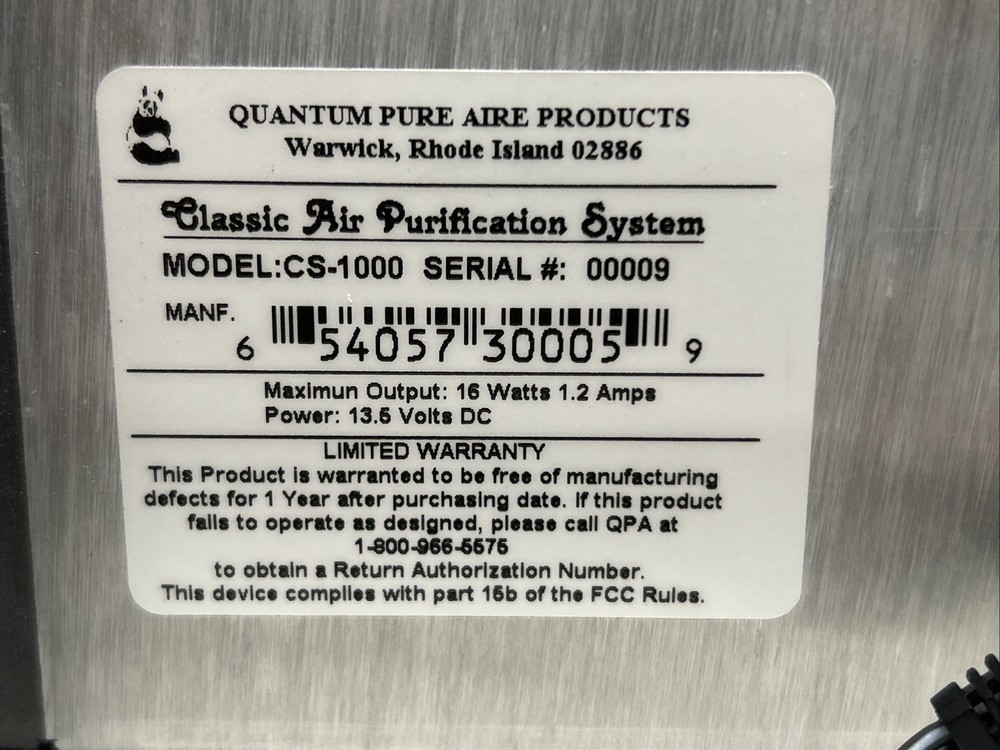 QUANTUM PURE AIRE PRODUCTS
Warwick, Rhode Island 02886
Classic Air Purification System
MODEL:CS-1000 SERIAL #: 00009
MANF.
6 54057 30005 9
Maximun Output: 16 Watts 1.2 Amps
Power: 13.5 Volts DC
LIMITED WARRANTY
This Product is warranted to be free of manufacturing
defects for 1 Year after purchasing date. If this product
fails to operate as designed, please call QPA at
1-800-966-5575
to obtain a Return Authorization Number.
This device complies with part 15b of the FCC Rules.